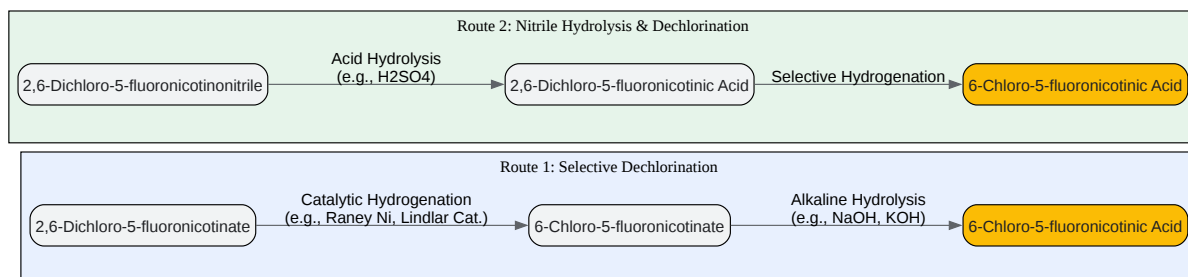 Route 2: Nitrile Hydrolysis & Dechlorination
Acid Hydrolysis
(e.g., H2SO4)
2,6-Dichloro-5-fluoronicotinonitrile
2,6-Dichloro-5-fluoronicotinic Acid
Selective Hydrogenation
6-Chloro-5-fluoronicotinic Acid
Route 1: Selective Dechlorination
Catalytic Hydrogenation
(e.g., Raney Ni, Lindlar Cat.)
Alkaline Hydrolysis
(e.g., NaOH, KOH)
2,6-Dichloro-5-fluoronicotinate
6-Chloro-5-fluoronicotinate
6-Chloro-5-fluoronicotinic Acid